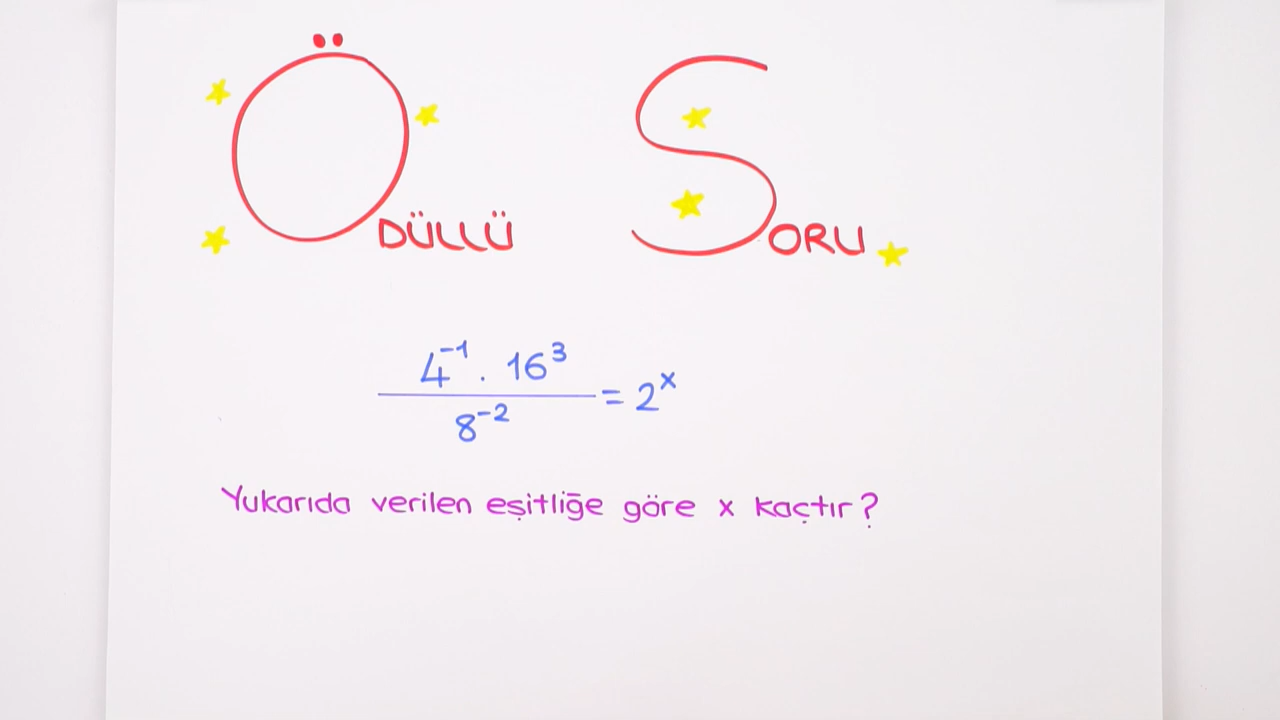 ÖDÜLLÜ SORU
4⁻¹ . 16³
/ 8⁻² = 2ˣ
Yukarıda verilen eşitliğe göre x kaçtır?